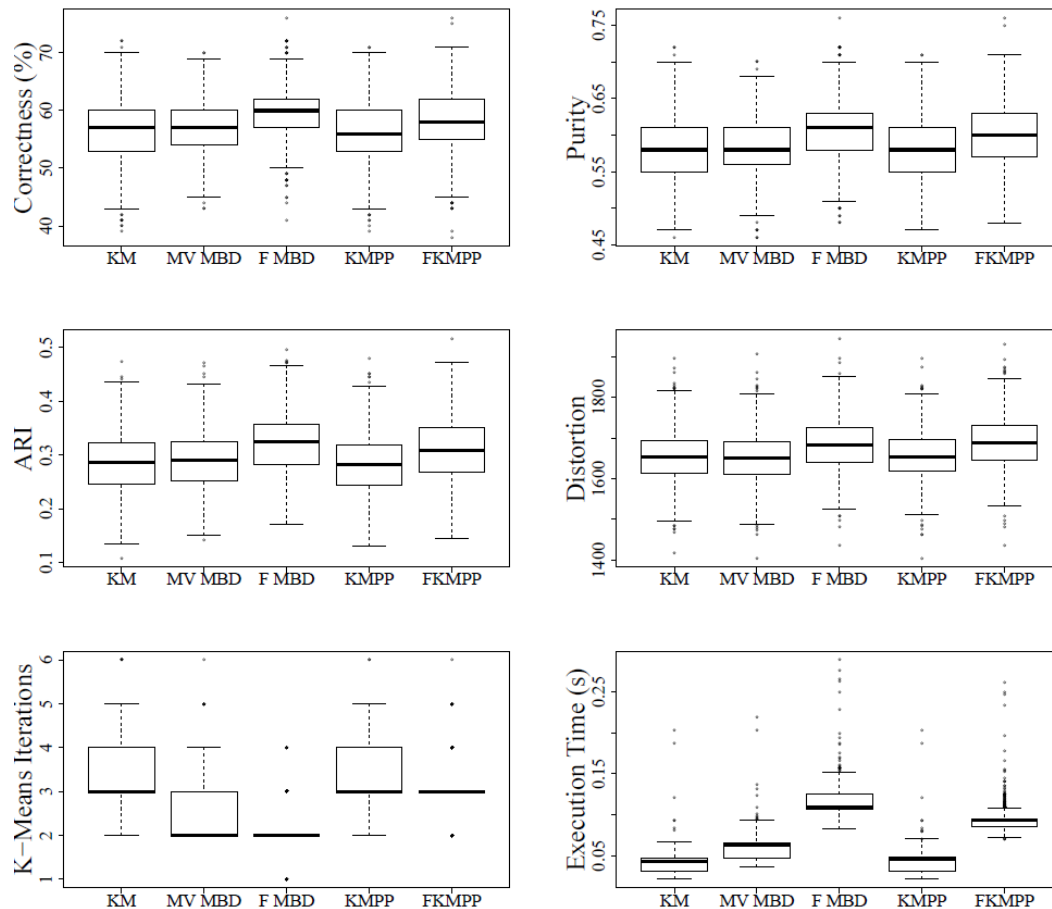 Correctness (%)
70
60
50
40
KM MV MBD F MBD KMPP FKMPP
Purity
0.75
0.65
0.55
0.45
KM MV MBD F MBD KMPP FKMPP
ARI
0.5
0.4
0.3
0.2
0.1
KM MV MBD F MBD KMPP FKMPP
Distortion
1800
1600
1400
KM MV MBD F MBD KMPP FKMPP
K−Means Iterations
6
5
4
3
2
1
KM MV MBD F MBD KMPP FKMPP
Execution Time (s)
0.25
0.15
0.05
KM MV MBD F MBD KMPP FKMPP